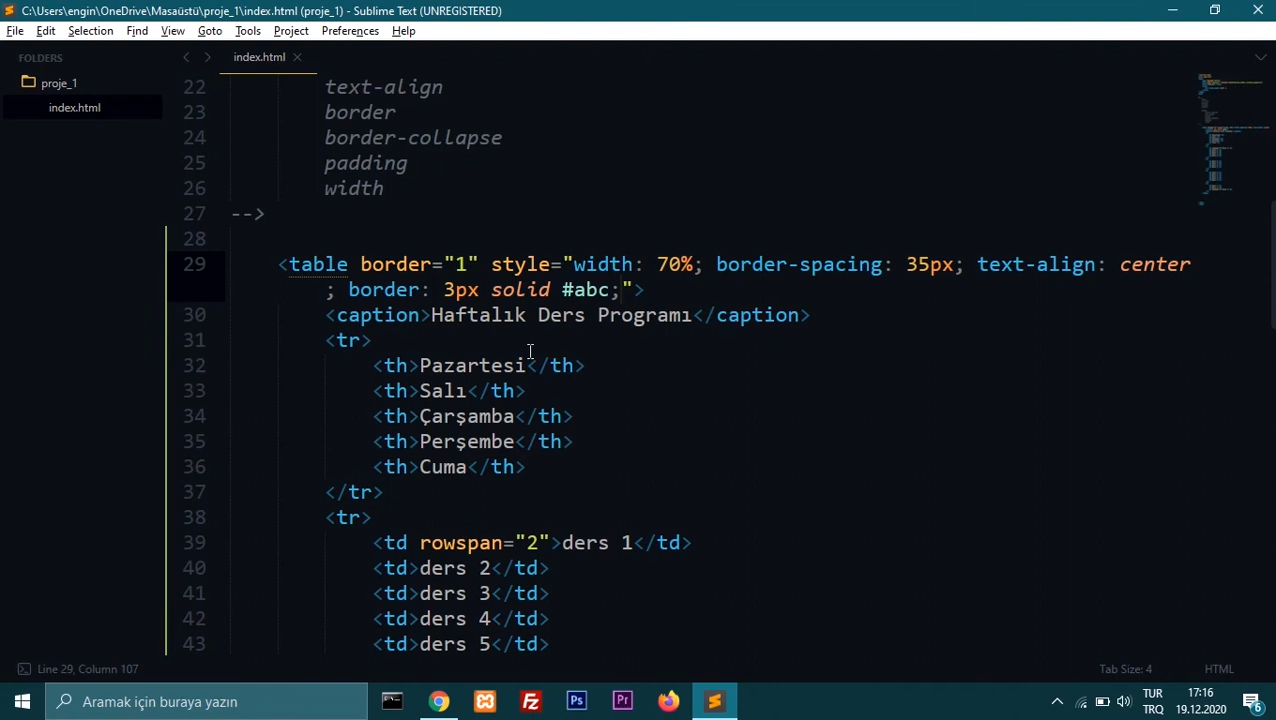 C:\Users\engin\OneDrive\Masaüstü\proje_1\index.html (proje_1) - Sublime Text (UNREGISTERED)
File Edit Selection Find View Goto Tools Project Preferences Help
FOLDERS
proje_1
index.html
index.html
22 text-align
23 border
24 border-collapse
25 padding
26 width
27 -->
28
29 <table border="1" style="width: 70%; border-spacing: 35px; text-align: center
; border: 3px solid #abc;">
30 <caption>Haftalık Ders Programı</caption>
31 <tr>
32 <th>Pazartesi</th>
33 <th>Salı</th>
34 <th>Çarşamba</th>
35 <th>Perşembe</th>
36 <th>Cuma</th>
37 </tr>
38 <tr>
39 <td rowspan="2">ders 1</td>
40 <td>ders 2</td>
41 <td>ders 3</td>
42 <td>ders 4</td>
43 <td>ders 5</td>
Line 29, Column 107
Tab Size: 4
HTML
Aramak için buraya yazın
Ps
Pr
TUR
TRQ
17:16
19.12.2020
6